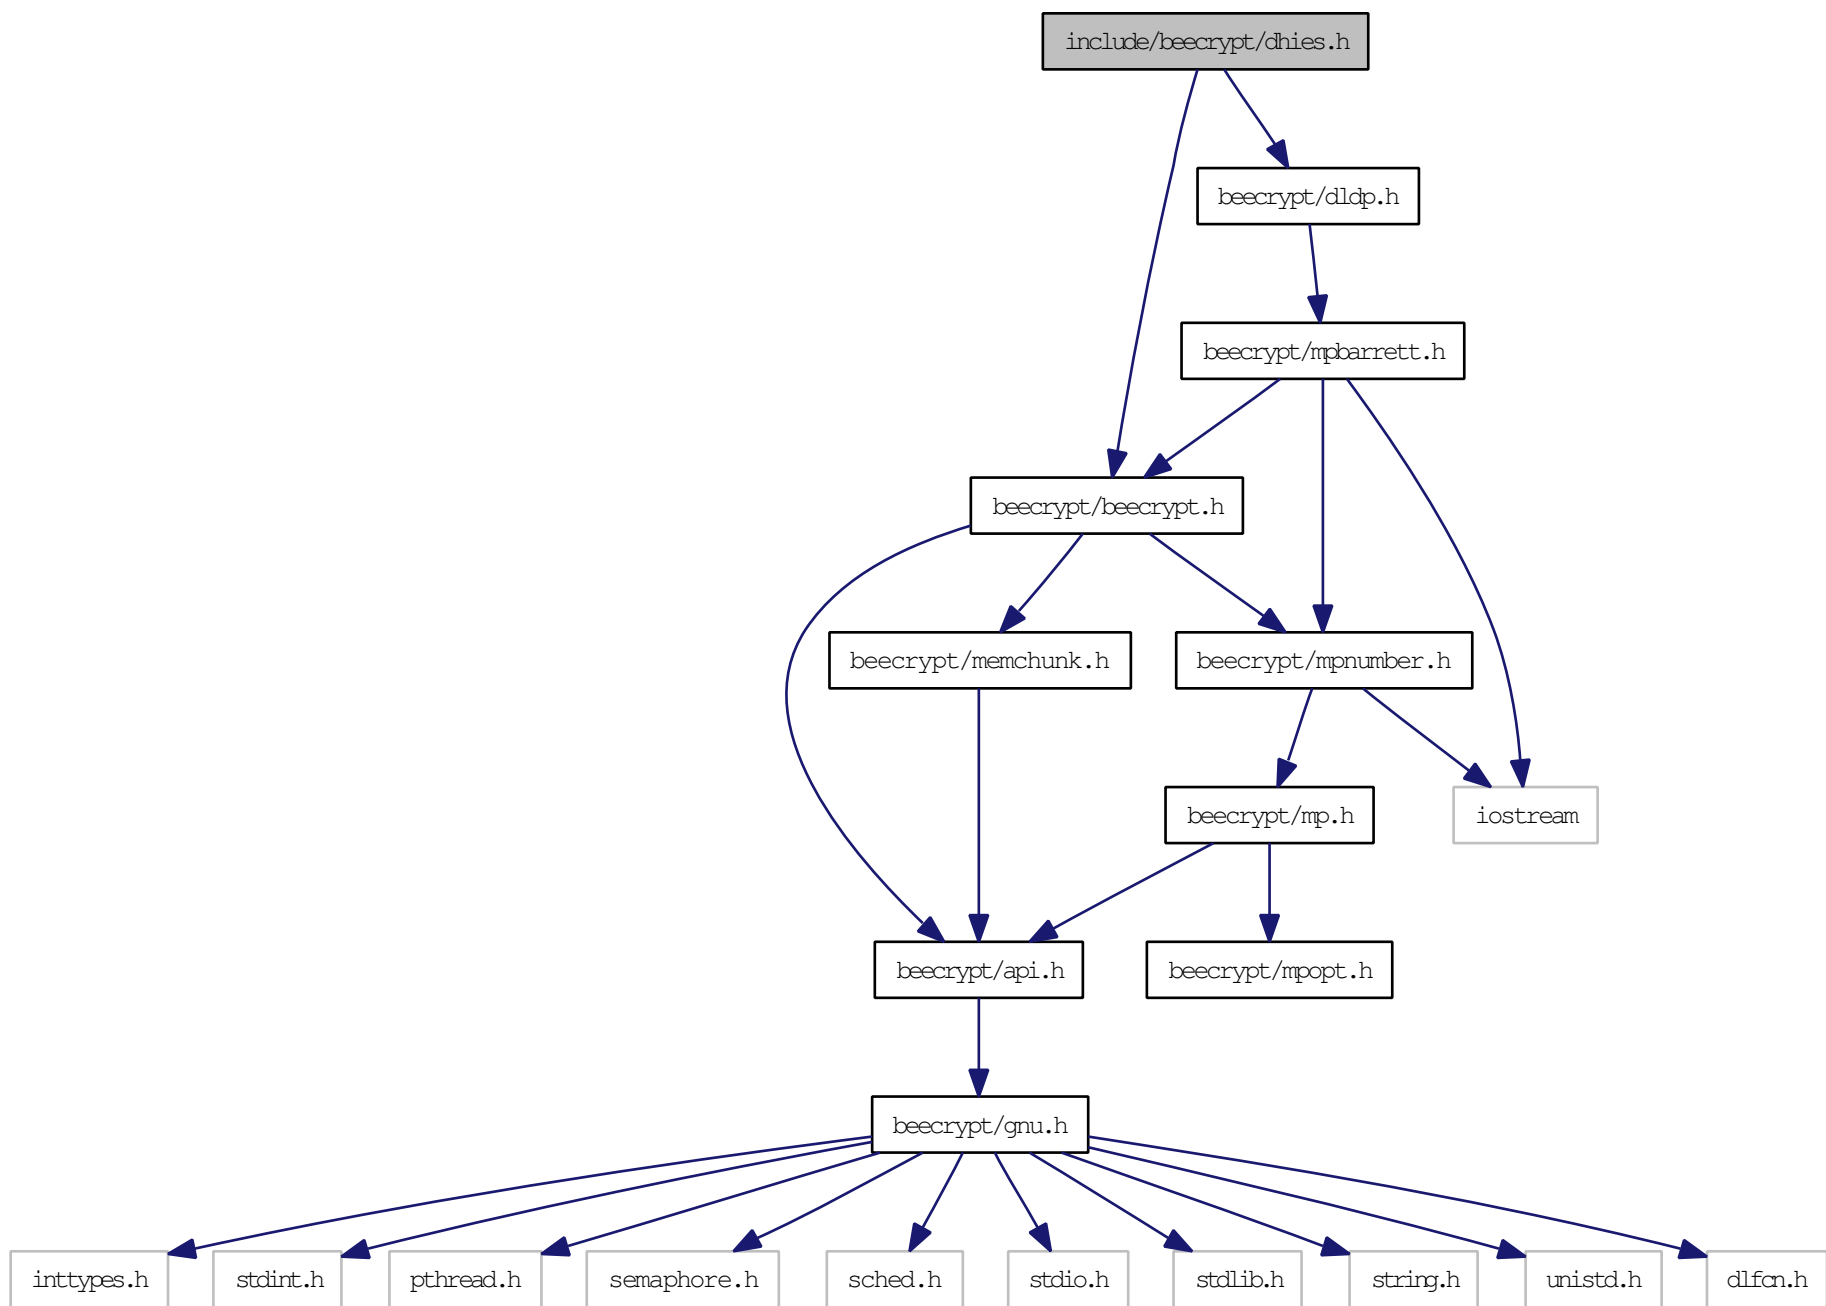 include/beecrypt/dhies.h
beecrypt/dldp.h
beecrypt/mpbarrett.h
beecrypt/beecrypt.h
beecrypt/memchunk.h
beecrypt/mpnumber.h
beecrypt/mp.h
iostream
beecrypt/api.h
beecrypt/mpopt.h
beecrypt/gnu.h
inttypes.h
stdint.h
pthread.h
semaphore.h
sched.h
stdio.h
stdlib.h
string.h
unistd.h
dlfcn.h